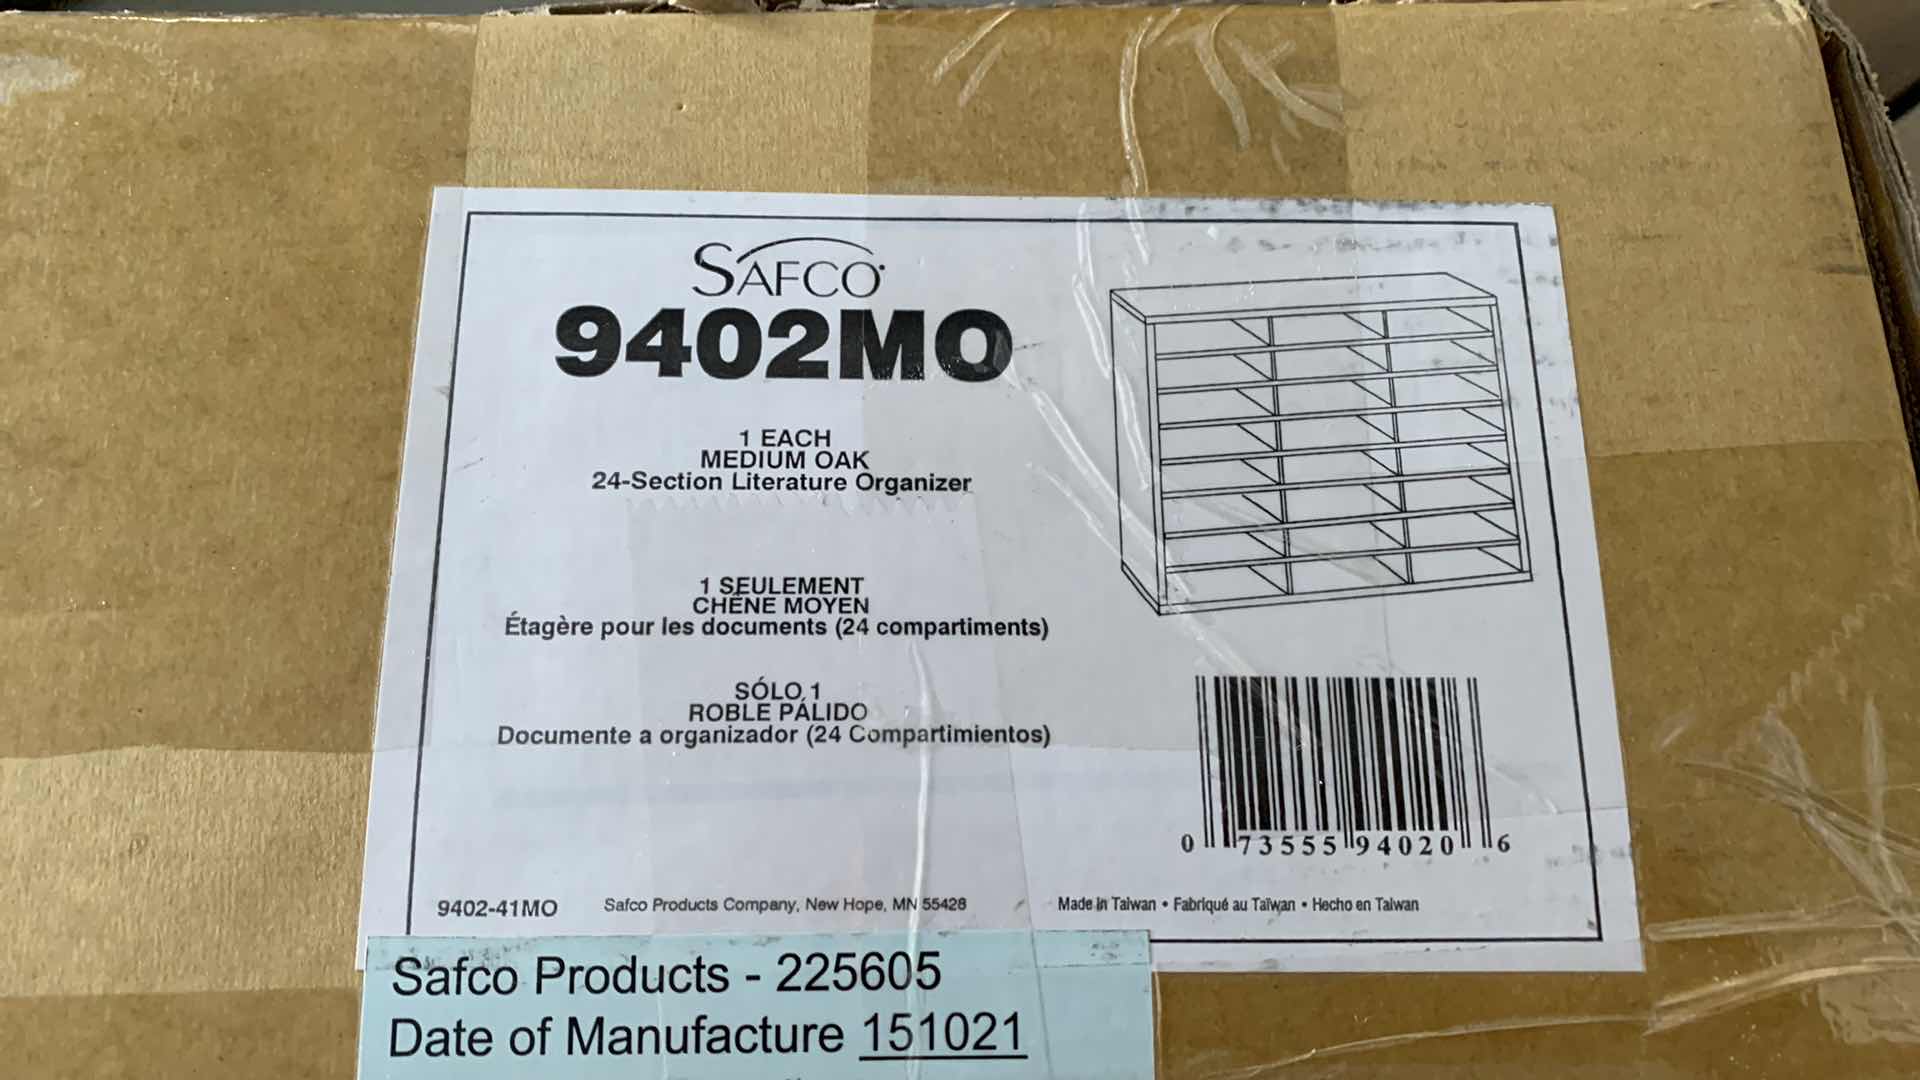 SAFCO
9402MO
1 EACH
MEDIUM OAK
24-Section Literature Organizer
1 SEULEMENT
CHÊNE MOYEN
Étagère pour les documents (24 compartiments)
SÓLO 1
ROBLE PÁLIDO
Documente a organizador (24 Compartimientos)
0 73555 94020 6
9402-41MO
Safco Products Company, New Hope, MN 55428
Made in Taiwan • Fabriqué au Taïwan • Hecho en Taiwan
Safco Products - 225605
Date of Manufacture 151021